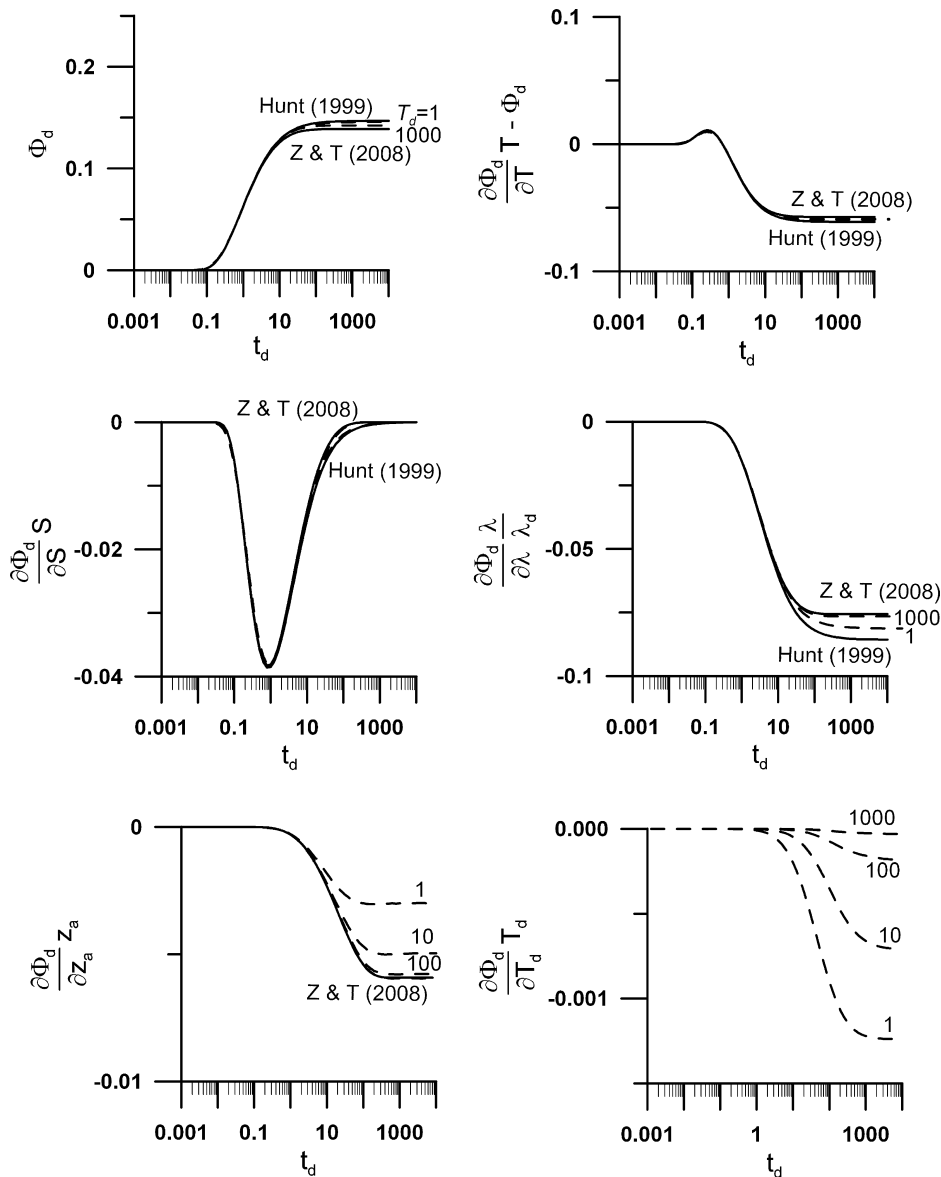 0.2
0.1
0
Φd
Hunt (1999)
Td=1
1000
Z & T (2008)
0.001 0.1 10 1000
td
0.1
0
-0.1
∂Φd/∂T T - Φd
Z & T (2008)
Hunt (1999)
0.001 0.1 10 1000
td
0
-0.02
-0.04
∂Φd/∂S S
Z & T (2008)
Hunt (1999)
0.001 0.1 10 1000
td
0
-0.05
-0.1
∂Φd/∂λ λ/λd
Z & T (2008)
1000
1
Hunt (1999)
0.001 0.1 10 1000
td
0
-0.01
∂Φd/∂za za
1
10
100
Z & T (2008)
0.001 0.1 10 1000
td
0.000
-0.001
∂Φd/∂Td Td
1000
100
10
1
0.001 1 1000
td